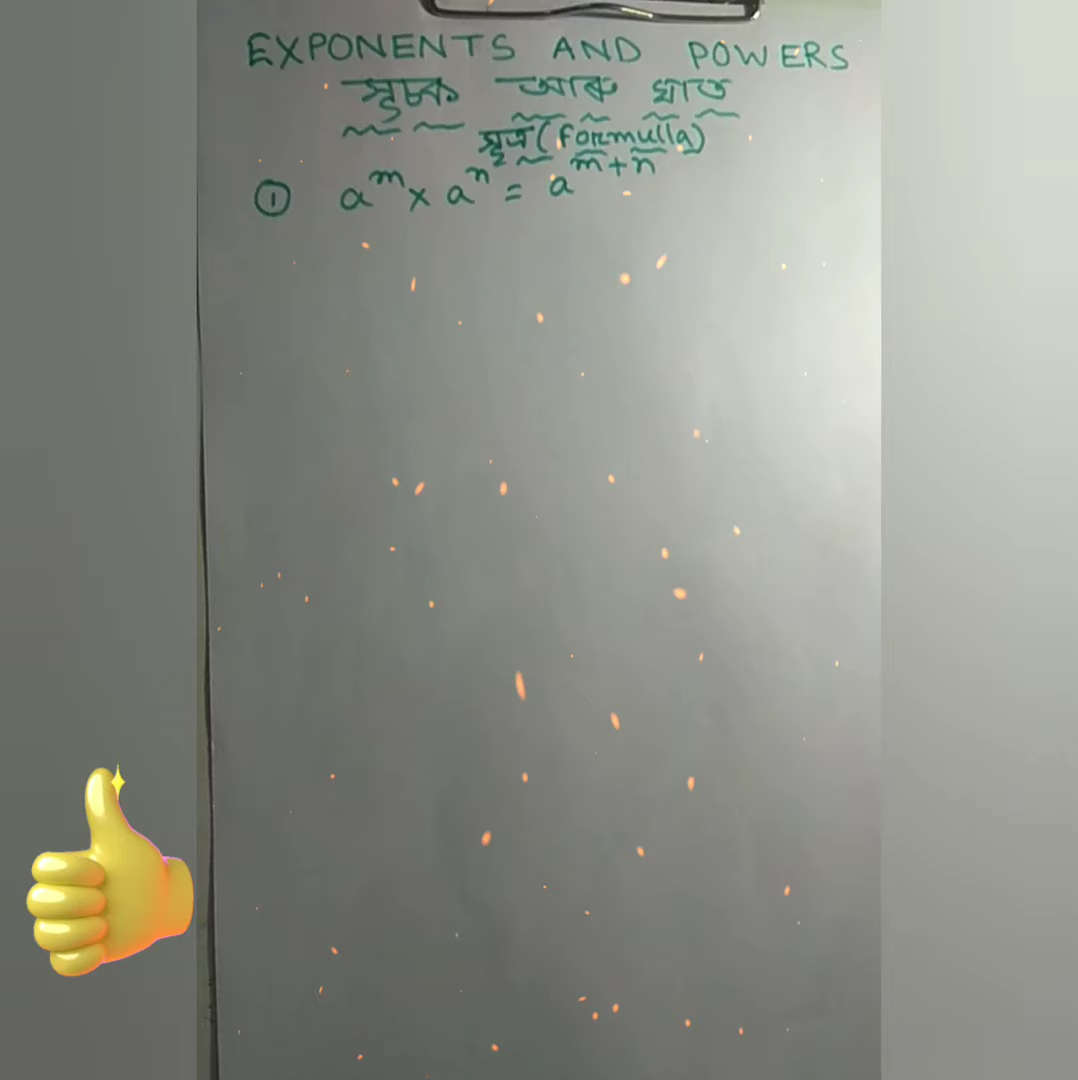 EXPONENTS AND POWERS
সূচক আৰু ঘাত
সূত্ৰ (Formulla)
① aᵐ × aⁿ = aᵐ⁺ⁿ